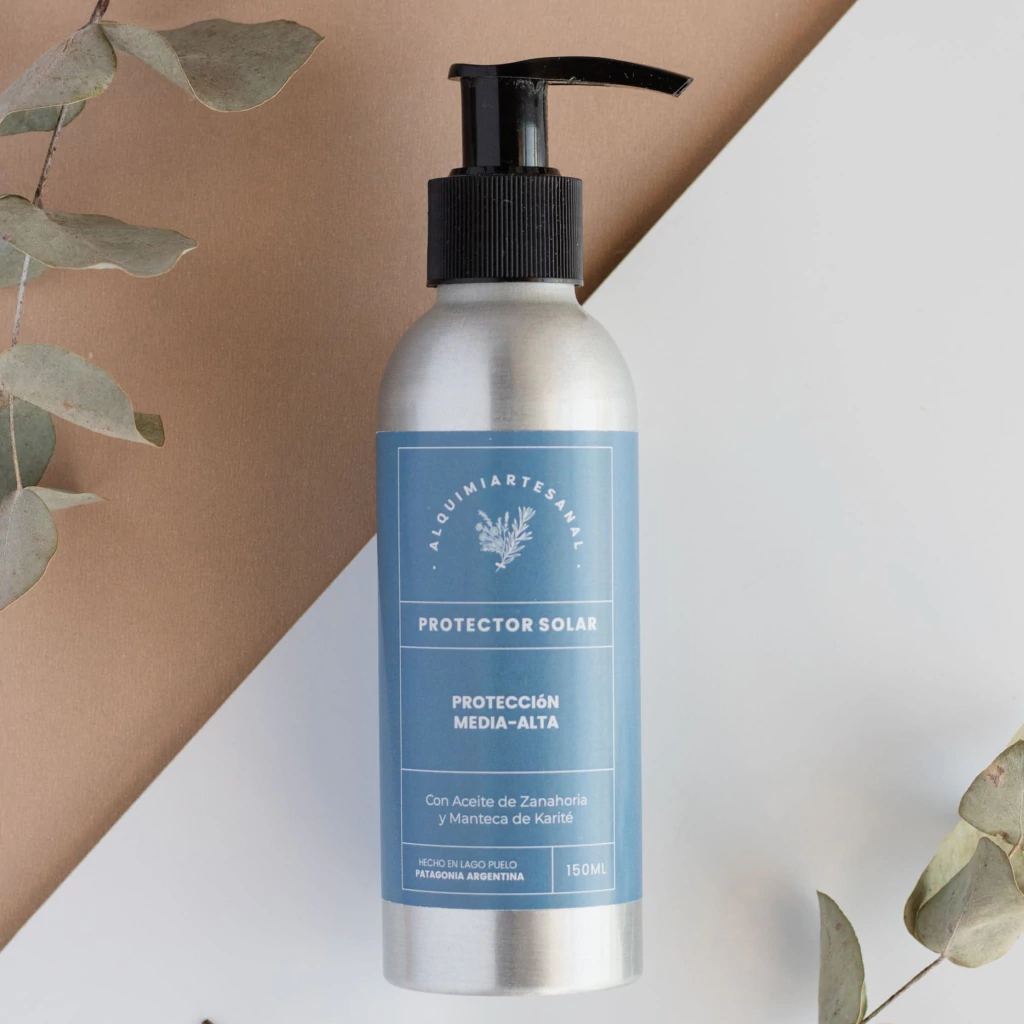 · ALQUIMIARTESANAL ·
PROTECTOR SOLAR
PROTECCIóN
MEDIA-ALTA
Con Aceite de Zanahoria
y Manteca de Karité
HECHO EN LAGO PUELO
PATAGONIA ARGENTINA
150ML